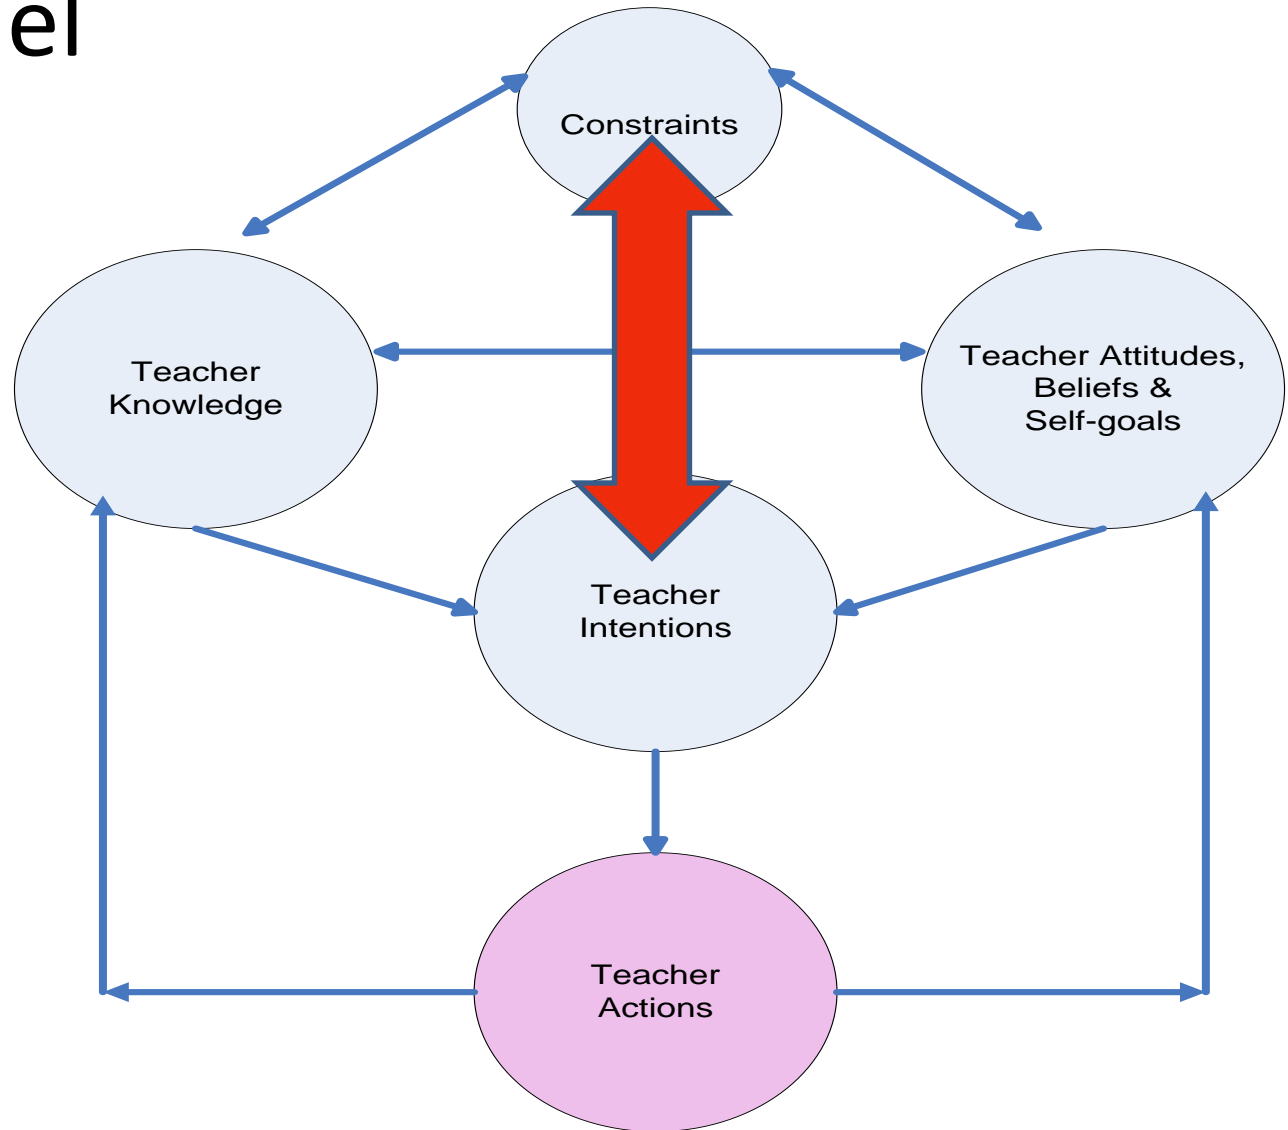 el
Constraints
Teacher
Knowledge
Teacher Attitudes,
Beliefs &
Self-goals
Teacher
Intentions
Teacher
Actions